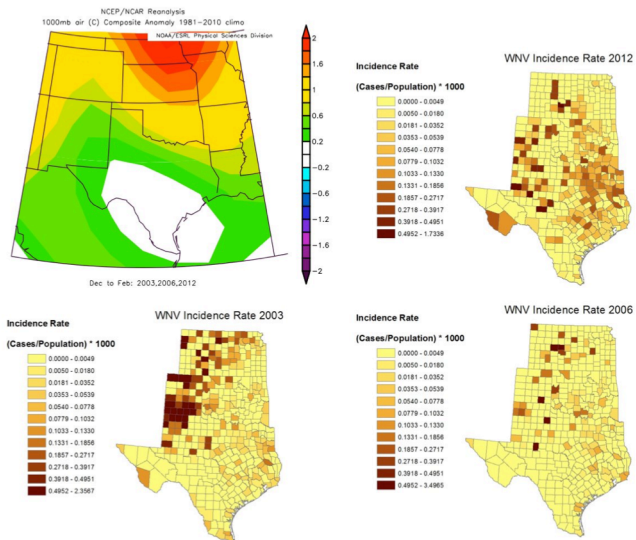 NCEP/NCAR Reanalysis
1000mb air (C) Composite Anomaly 1981-2010 climo
NOAA/ESRL Physical Sciences Division
2
1.6
1.2
0.6
0.2
-0.2
-0.6
-1.2
-1.6
-2
Dec to Feb: 2003,2006,2012
WNV Incidence Rate 2012
Incidence Rate
(Cases/Population) * 1000
0.0000 - 0.0049
0.0050 - 0.0180
0.0181 - 0.0352
0.0353 - 0.0539
0.0540 - 0.0778
0.0779 - 0.1032
0.1033 - 0.1330
0.1331 - 0.1856
0.1857 - 0.2717
0.2718 - 0.3917
0.3918 - 0.4951
0.4952 - 1.7336
WNV Incidence Rate 2003
Incidence Rate
(Cases/Population) * 1000
0.0000 - 0.0049
0.0050 - 0.0180
0.0181 - 0.0352
0.0353 - 0.0539
0.0540 - 0.0778
0.0779 - 0.1032
0.1033 - 0.1330
0.1331 - 0.1856
0.1857 - 0.2717
0.2718 - 0.3917
0.3918 - 0.4951
0.4952 - 2.3567
WNV Incidence Rate 2006
Incidence Rate
(Cases/Population) * 1000
0.0000 - 0.0049
0.0050 - 0.0180
0.0181 - 0.0352
0.0353 - 0.0539
0.0540 - 0.0778
0.0779 - 0.1032
0.1033 - 0.1330
0.1331 - 0.1856
0.1857 - 0.2717
0.2718 - 0.3917
0.3918 - 0.4951
0.4952 - 3.4965